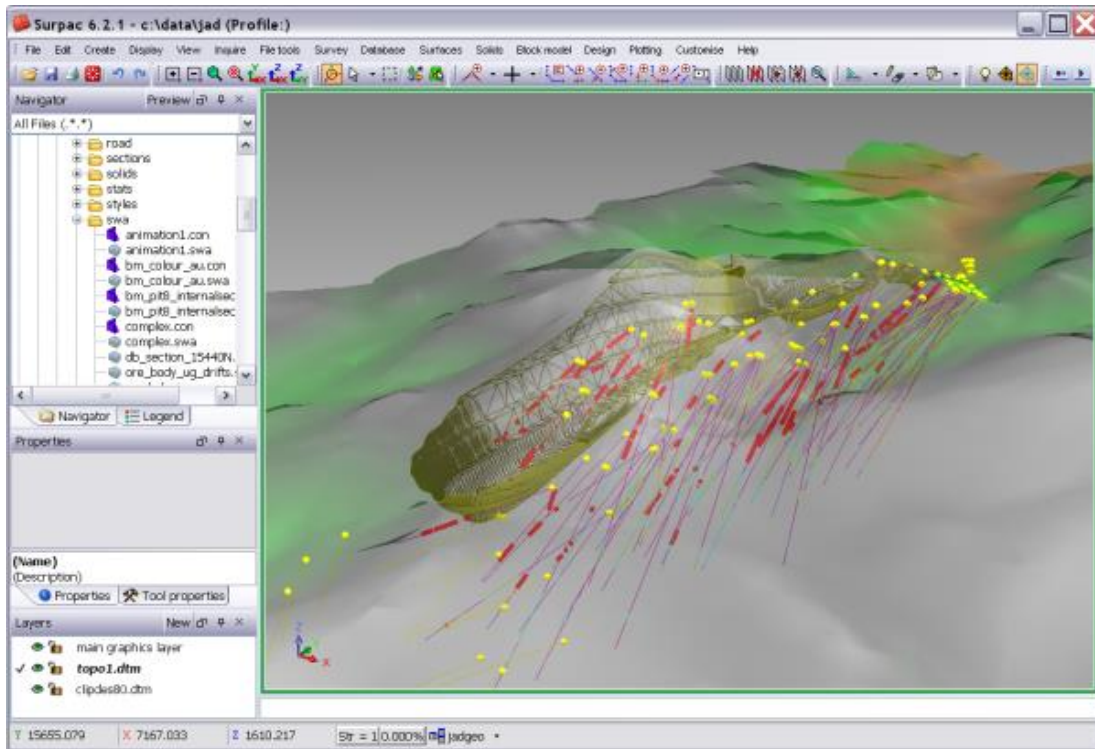 Surpac 6.2.1 - c:\data\jad (Profile:)
File Edit Create Display View Inquire File tools Survey Database Surfaces Solids Block model Design Plotting Customise Help
Navigator Preview
All Files (.*.*)
road
sections
solids
stats
styles
swa
animation1.con
animation1.swa
bm_colour_au.con
bm_colour_au.swa
bm_pit8_internalsec
bm_pit8_internalsec
complex.con
complex.swa
db_section_15440N.
ore_body_ug_drifts.
Navigator Legend
Properties
(Name)
(Description)
Properties Tool properties
Layers New
main graphics layer
topo1.dtm
clipdes80.dtm
Z
X
Y 15655.079 X 7167.033 Z 1610.217 Str = 1 0.000% jadgeo